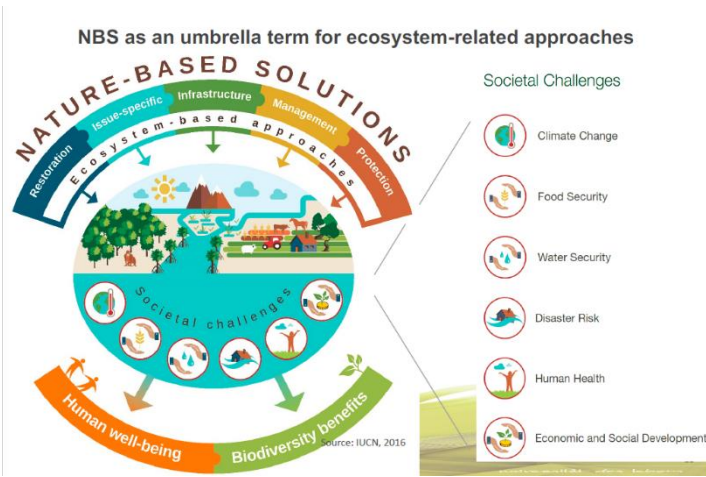 NBS as an umbrella term for ecosystem-related approaches
NATURE-BASED SOLUTIONS
Restoration
Issue-specific
Infrastructure
Management
Protection
Ecosystem-based approaches
Societal challenges
Human well-being
Biodiversity benefits
Source: IUCN, 2016
Societal Challenges
Climate Change
Food Security
Water Security
Disaster Risk
Human Health
Economic and Social Development